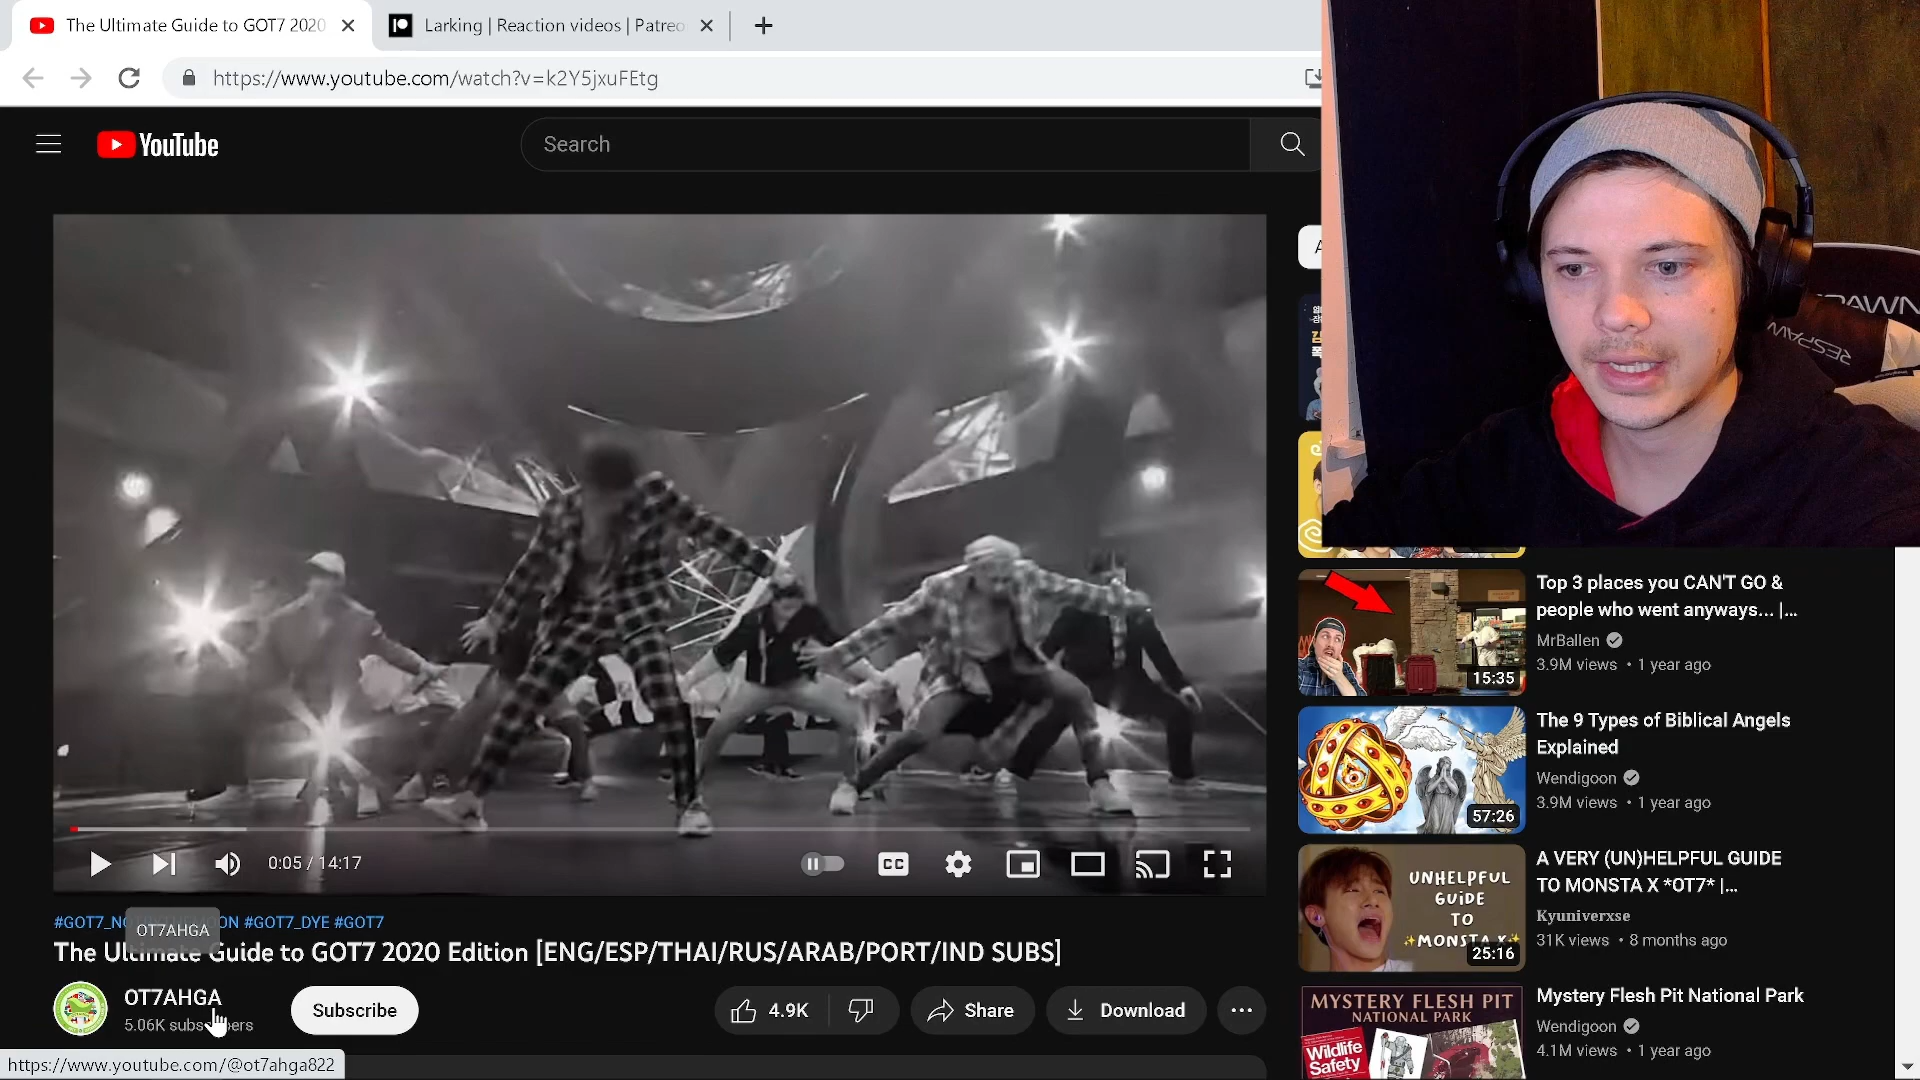 The Ultimate Guide to GOT7 2020
Larking | Reaction videos | Patreo
https://www.youtube.com/watch?v=k2Y5jxuFEtg
YouTube
Search
0:05 / 14:17
CC
#GOT7_N
OON #GOT7_DYE #GOT7
OT7AHGA
The Ultimate Guide to GOT7 2020 Edition [ENG/ESP/THAI/RUS/ARAB/PORT/IND SUBS]
OT7AHGA
5.06K subs
ers
Subscribe
4.9K
Share
Download
https://www.youtube.com/@ot7ahga822
RESPAWN
15:35
Top 3 places you CAN'T GO &
people who went anyways... |...
MrBallen
3.9M views • 1 year ago
57:26
The 9 Types of Biblical Angels
Explained
Wendigoon
3.9M views • 1 year ago
UNHELPFUL
GUIDE
TO
MONSTA X
25:16
A VERY (UN)HELPFUL GUIDE
TO MONSTA X *OT7* |...
Kyuniverxse
31K views • 8 months ago
MYSTERY FLESH PIT
NATIONAL PARK
Wildlife
Safety
Mystery Flesh Pit National Park
Wendigoon
4.1M views • 1 year ago